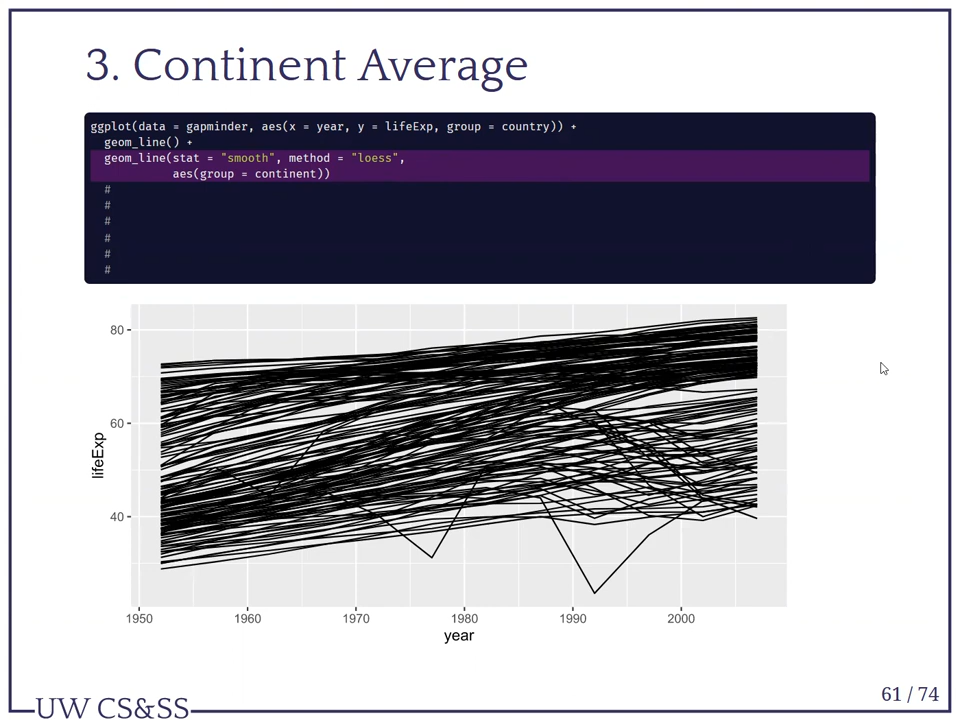 3. Continent Average
ggplot(data = gapminder, aes(x = year, y = lifeExp, group = country)) +
geom_line() +
geom_line(stat = "smooth", method = "loess",
aes(group = continent))
#
#
#
#
#
#
80
60
40
lifeExp
1950 1960 1970 1980 1990 2000
year
61 / 74
UW CS&SS